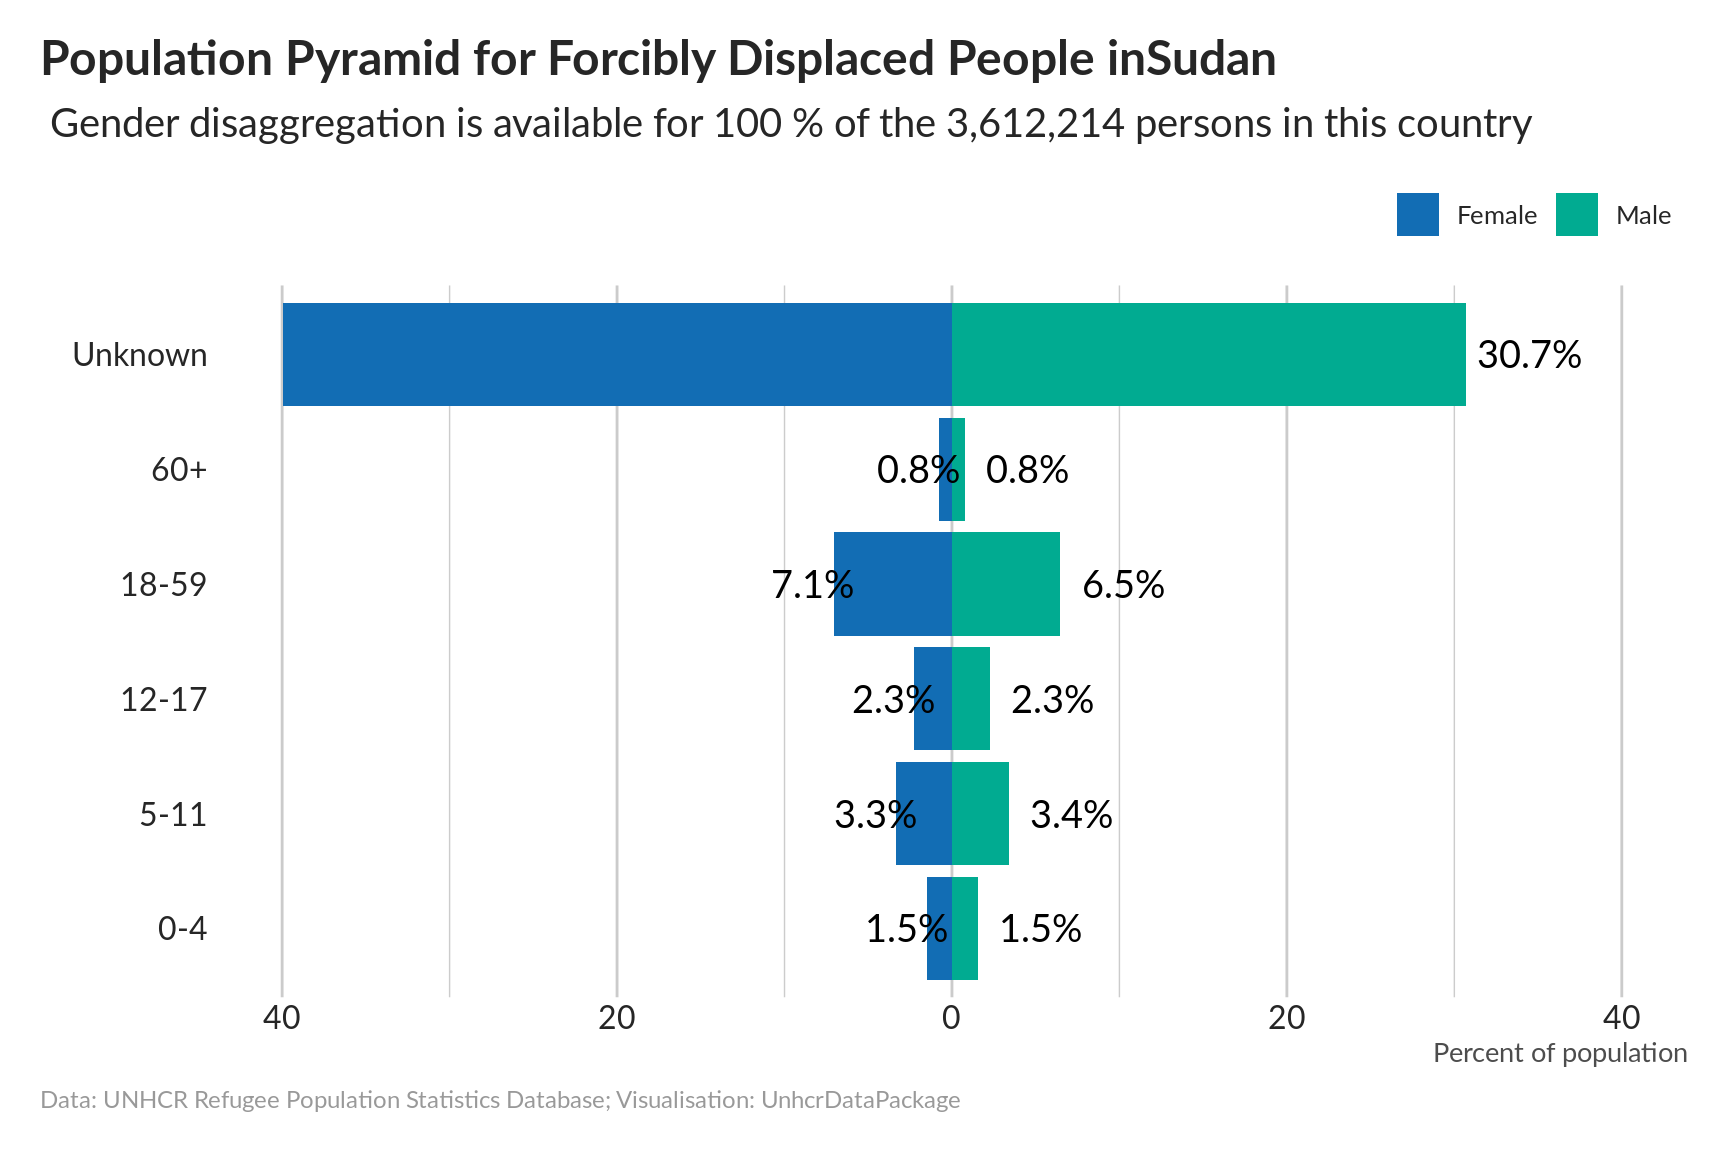 Population Pyramid for Forcibly Displaced People inSudan
Gender disaggregation is available for 100 % of the 3,612,214 persons in this country
Female Male
Unknown 30.7%
60+ 0.8% 0.8%
18-59 7.1% 6.5%
12-17 2.3% 2.3%
5-11 3.3% 3.4%
0-4 1.5% 1.5%
40 20 0 20 40
Percent of population
Data: UNHCR Refugee Population Statistics Database; Visualisation: UnhcrDataPackage